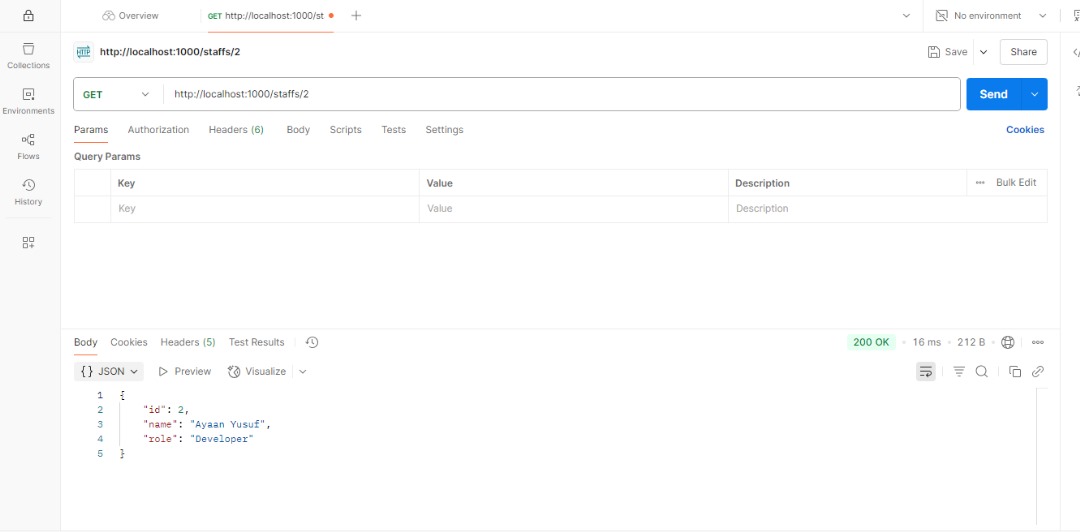 Overview
GET http://localhost:1000/st
No environment
HTTP http://localhost:1000/staffs/2
Save
Share
Collections
Environments
Flows
History
GET
http://localhost:1000/staffs/2
Send
Params Authorization Headers (6) Body Scripts Tests Settings
Cookies
Query Params
Key Value Description Bulk Edit
Key Value Description
Body Cookies Headers (5) Test Results
200 OK 16 ms 212 B
{} JSON Preview Visualize
1 {
2 "id": 2,
3 "name": "Ayaan Yusuf",
4 "role": "Developer"
5 }